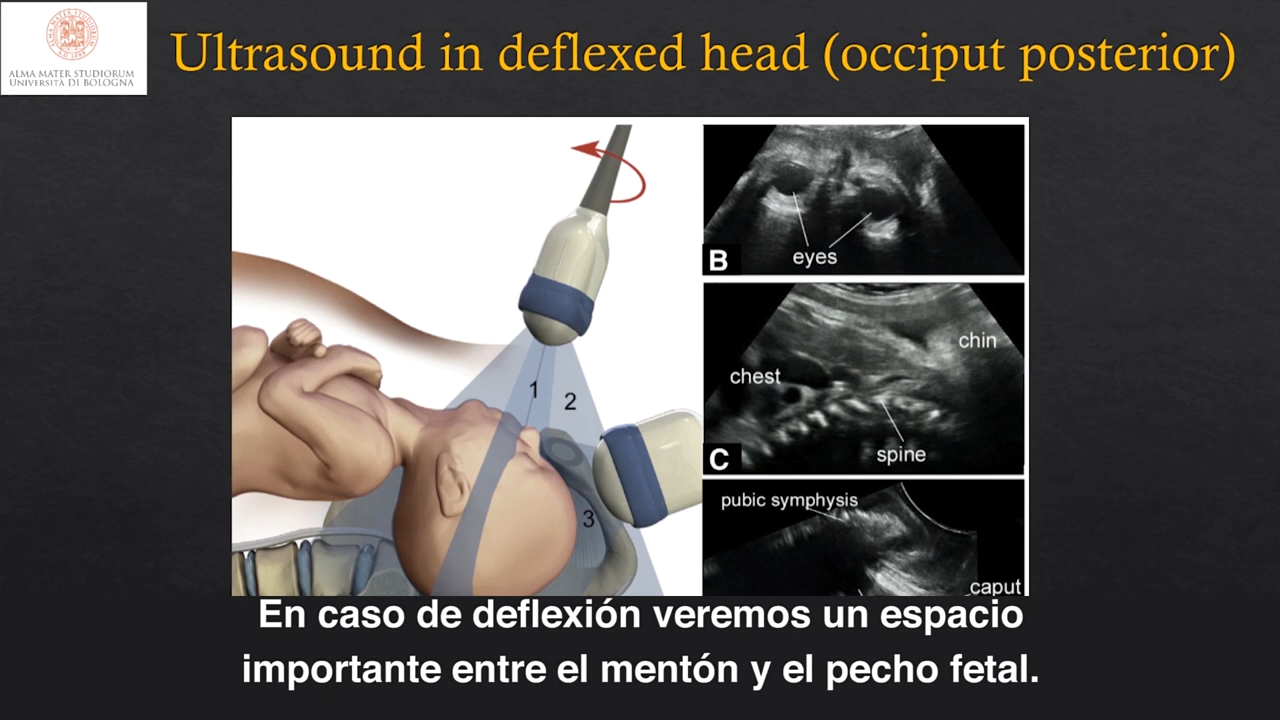 ALMA MATER STUDIORUM
UNIVERSITÀ DI BOLOGNA
Ultrasound in deflexed head (occiput posterior)
1
2
3
eyes
B
chin
chest
spine
C
pubic symphysis
caput
En caso de deflexión veremos un espacio
importante entre el mentón y el pecho fetal.